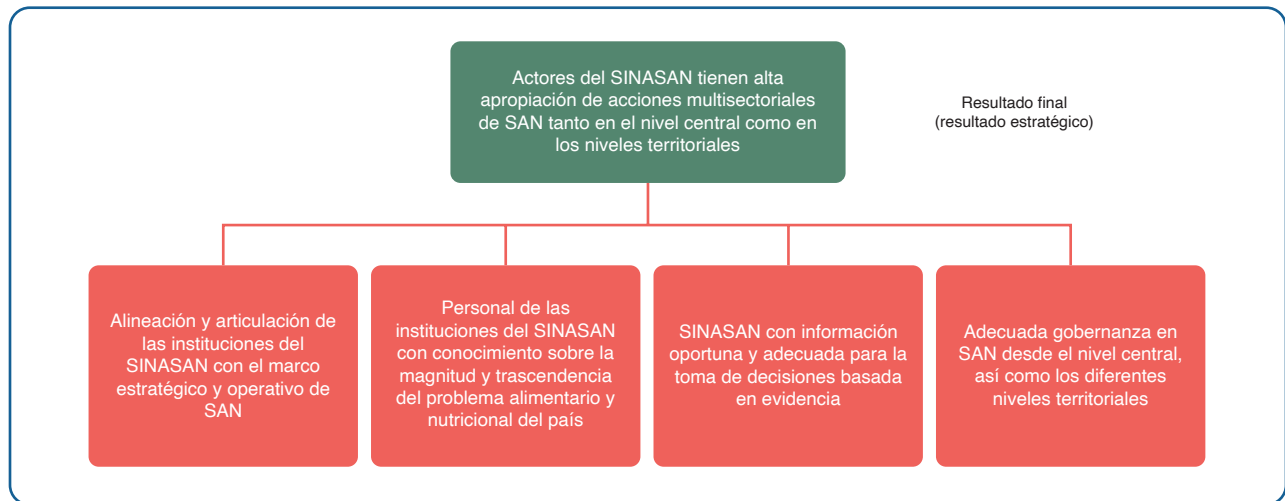 Actores del SINASAN tienen alta
apropiación de acciones multisectoriales
de SAN tanto en el nivel central como en
los niveles territoriales
Resultado final
(resultado estratégico)
Alineación y articulación de
las instituciones del
SINASAN con el marco
estratégico y operativo de
SAN
Personal de las
instituciones del SINASAN
con conocimiento sobre la
magnitud y trascendencia
del problema alimentario y
nutricional del país
SINASAN con información
oportuna y adecuada para la
toma de decisiones basada
en evidencia
Adecuada gobernanza en
SAN desde el nivel central,
así como los diferentes
niveles territoriales